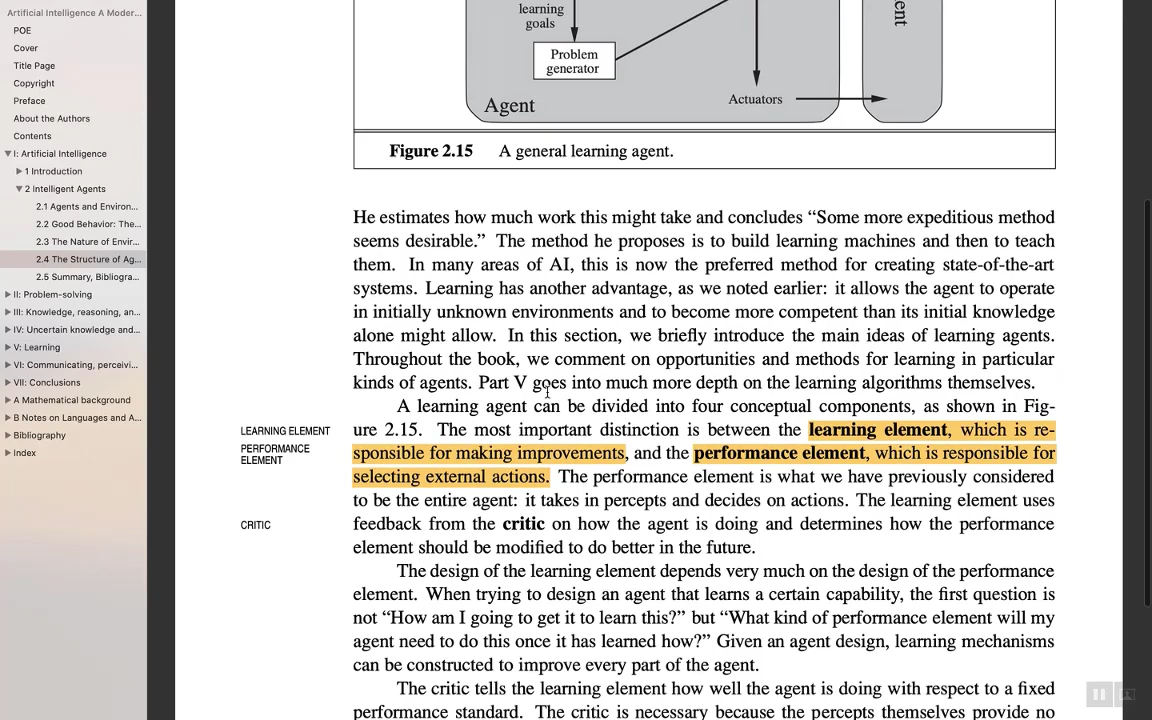 Artificial Intelligence A Moder...
POE
Cover
Title Page
Copyright
Preface
About the Authors
Contents
I: Artificial Intelligence
1 Introduction
2 Intelligent Agents
2.1 Agents and Environ...
2.2 Good Behavior: The...
2.3 The Nature of Envir...
2.4 The Structure of Ag...
2.5 Summary, Bibliogra...
II: Problem-solving
III: Knowledge, reasoning, an...
IV: Uncertain knowledge and...
V: Learning
VI: Communicating, perceivi...
VII: Conclusions
A Mathematical background
B Notes on Languages and A...
Bibliography
Index
learning
goals
Problem
generator
Agent
Actuators
ent
Figure 2.15 A general learning agent.
He estimates how much work this might take and concludes “Some more expeditious method
seems desirable.” The method he proposes is to build learning machines and then to teach
them. In many areas of AI, this is now the preferred method for creating state-of-the-art
systems. Learning has another advantage, as we noted earlier: it allows the agent to operate
in initially unknown environments and to become more competent than its initial knowledge
alone might allow. In this section, we briefly introduce the main ideas of learning agents.
Throughout the book, we comment on opportunities and methods for learning in particular
kinds of agents. Part V goes into much more depth on the learning algorithms themselves.
A learning agent can be divided into four conceptual components, as shown in Fig-
LEARNING ELEMENT
ure 2.15. The most important distinction is between the learning element, which is re-
PERFORMANCE
ELEMENT
sponsible for making improvements, and the performance element, which is responsible for
selecting external actions. The performance element is what we have previously considered
to be the entire agent: it takes in percepts and decides on actions. The learning element uses
CRITIC
feedback from the critic on how the agent is doing and determines how the performance
element should be modified to do better in the future.
The design of the learning element depends very much on the design of the performance
element. When trying to design an agent that learns a certain capability, the first question is
not “How am I going to get it to learn this?” but “What kind of performance element will my
agent need to do this once it has learned how?” Given an agent design, learning mechanisms
can be constructed to improve every part of the agent.
The critic tells the learning element how well the agent is doing with respect to a fixed
performance standard. The critic is necessary because the percepts themselves provide no